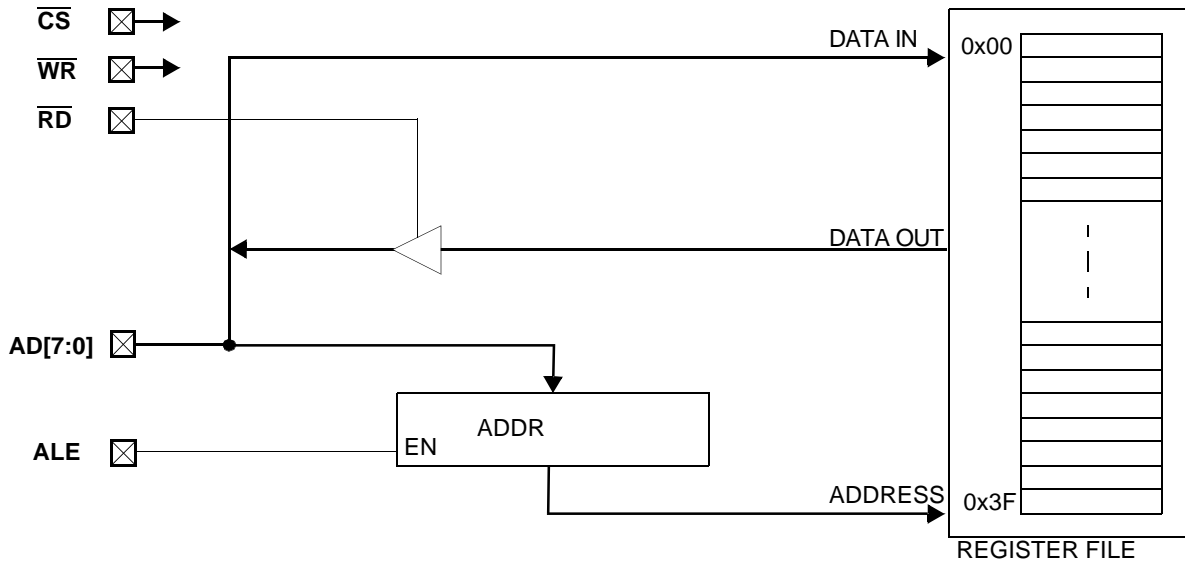 CS
DATA IN
0x00
WR
RD
DATA OUT
AD[7:0]
ADDR
EN
ALE
ADDRESS
0x3F
REGISTER FILE